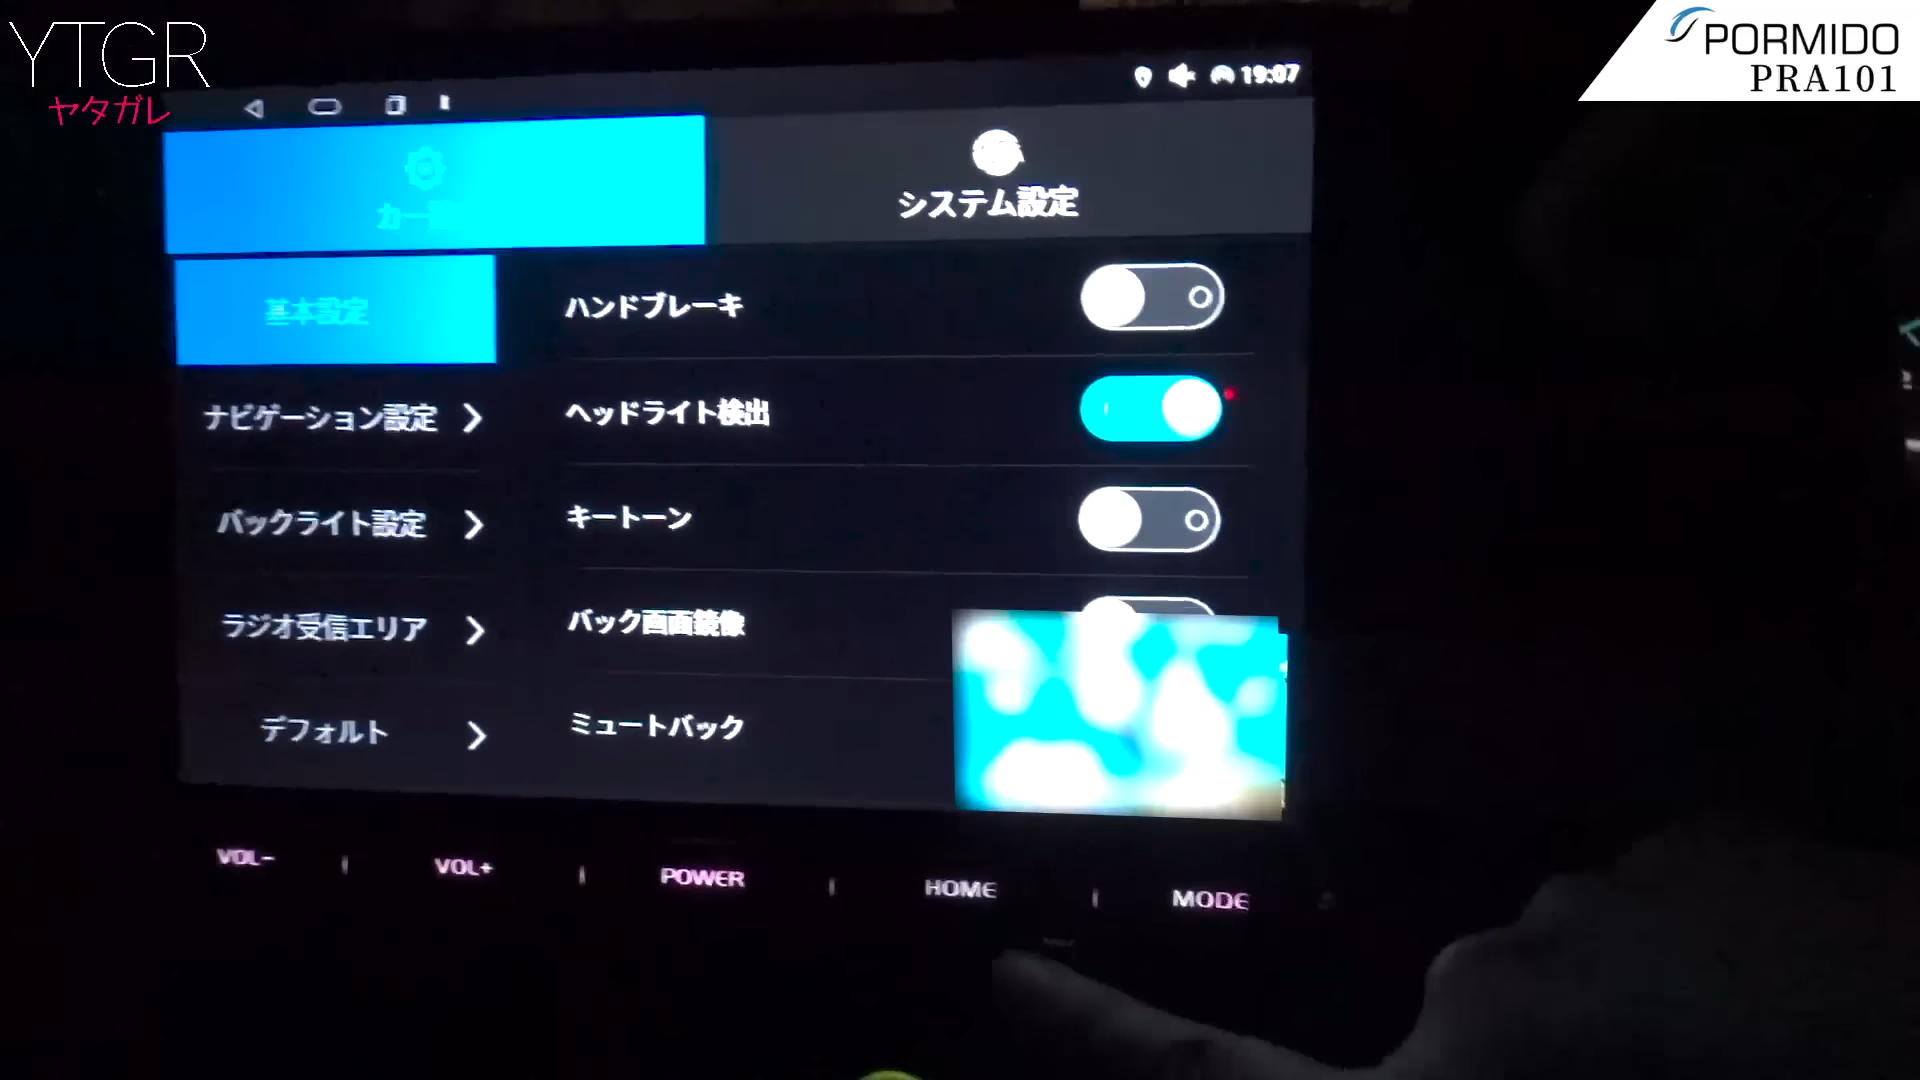 YTGR
ヤタガレ
PORMIDO
PRA101
19:07
システム設定
基本設定
ナビゲーション設定
バックライト設定
ラジオ受信エリア
デフォルト
ハンドブレーキ
ヘッドライト検出
キートーン
バック画面鏡像
ミュートバック
VOL-
VOL+
POWER
HOME
MODE